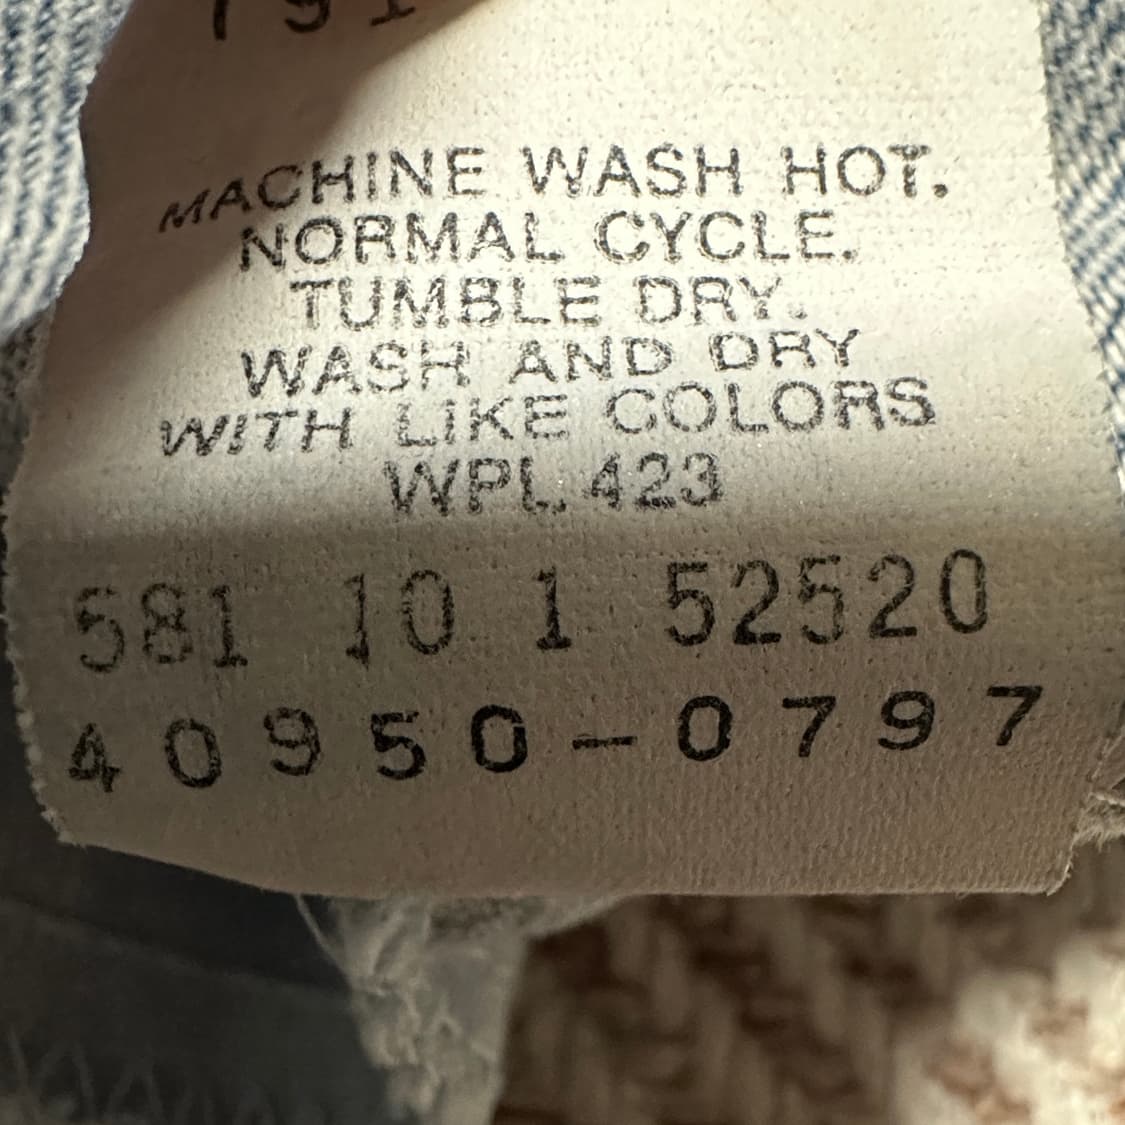 791
MACHINE WASH HOT.
NORMAL CYCLE.
TUMBLE DRY.
WASH AND DRY
WITH LIKE COLORS
WPL 423
581 10 1 52520
40950-0797